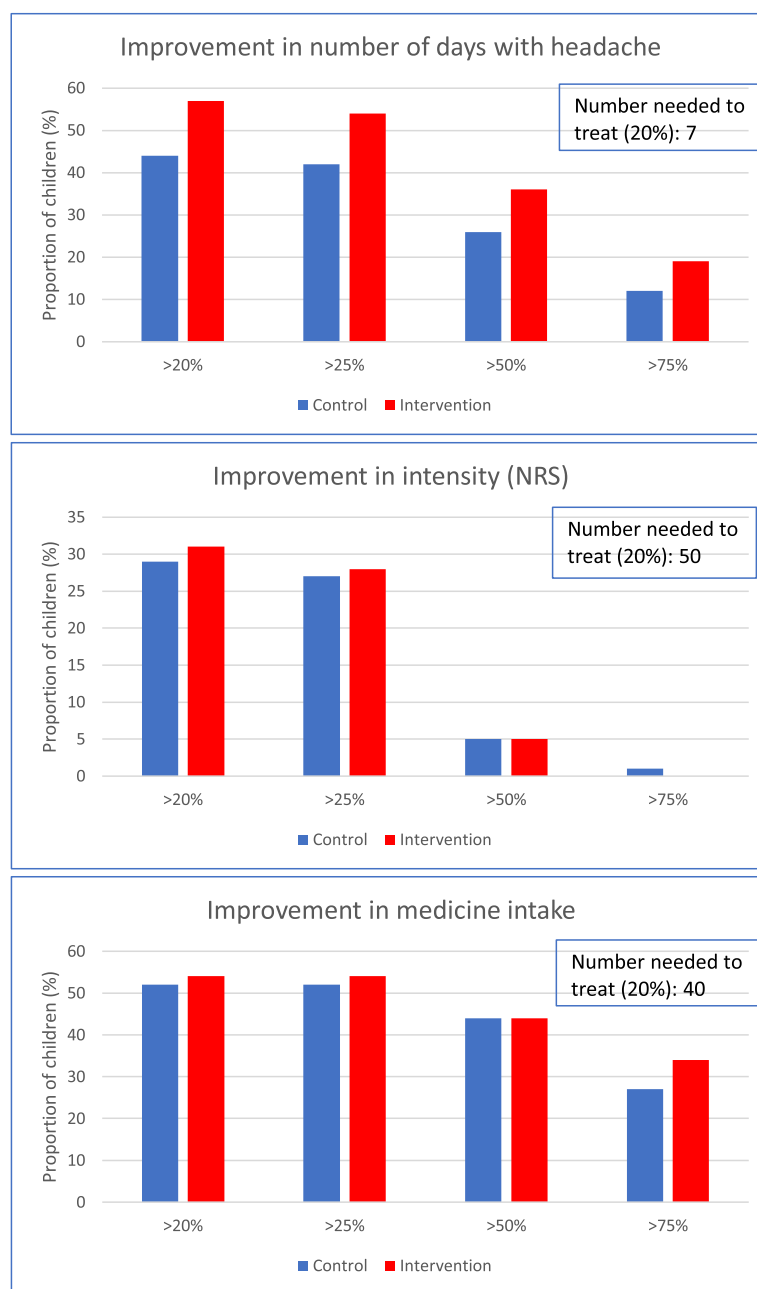 Improvement in number of days with headache
Number needed to
treat (20%): 7
Proportion of children (%)
60
50
40
30
20
10
0
>20% >25% >50% >75%
Control Intervention
Improvement in intensity (NRS)
Number needed to
treat (20%): 50
Proportion of children (%)
35
30
25
20
15
10
5
0
>20% >25% >50% >75%
Control Intervention
Improvement in medicine intake
Number needed to
treat (20%): 40
Proportion of children (%)
60
50
40
30
20
10
0
>20% >25% >50% >75%
Control Intervention